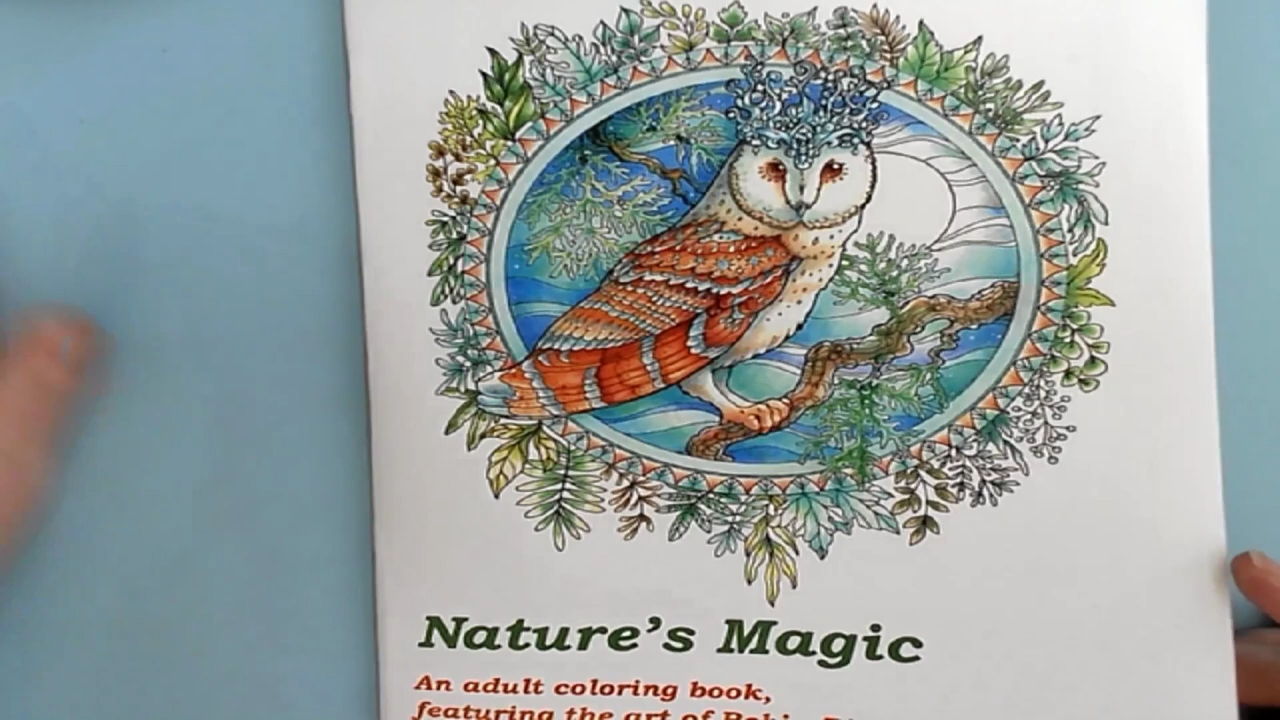 Nature's Magic
An adult coloring book,
featuring the art of